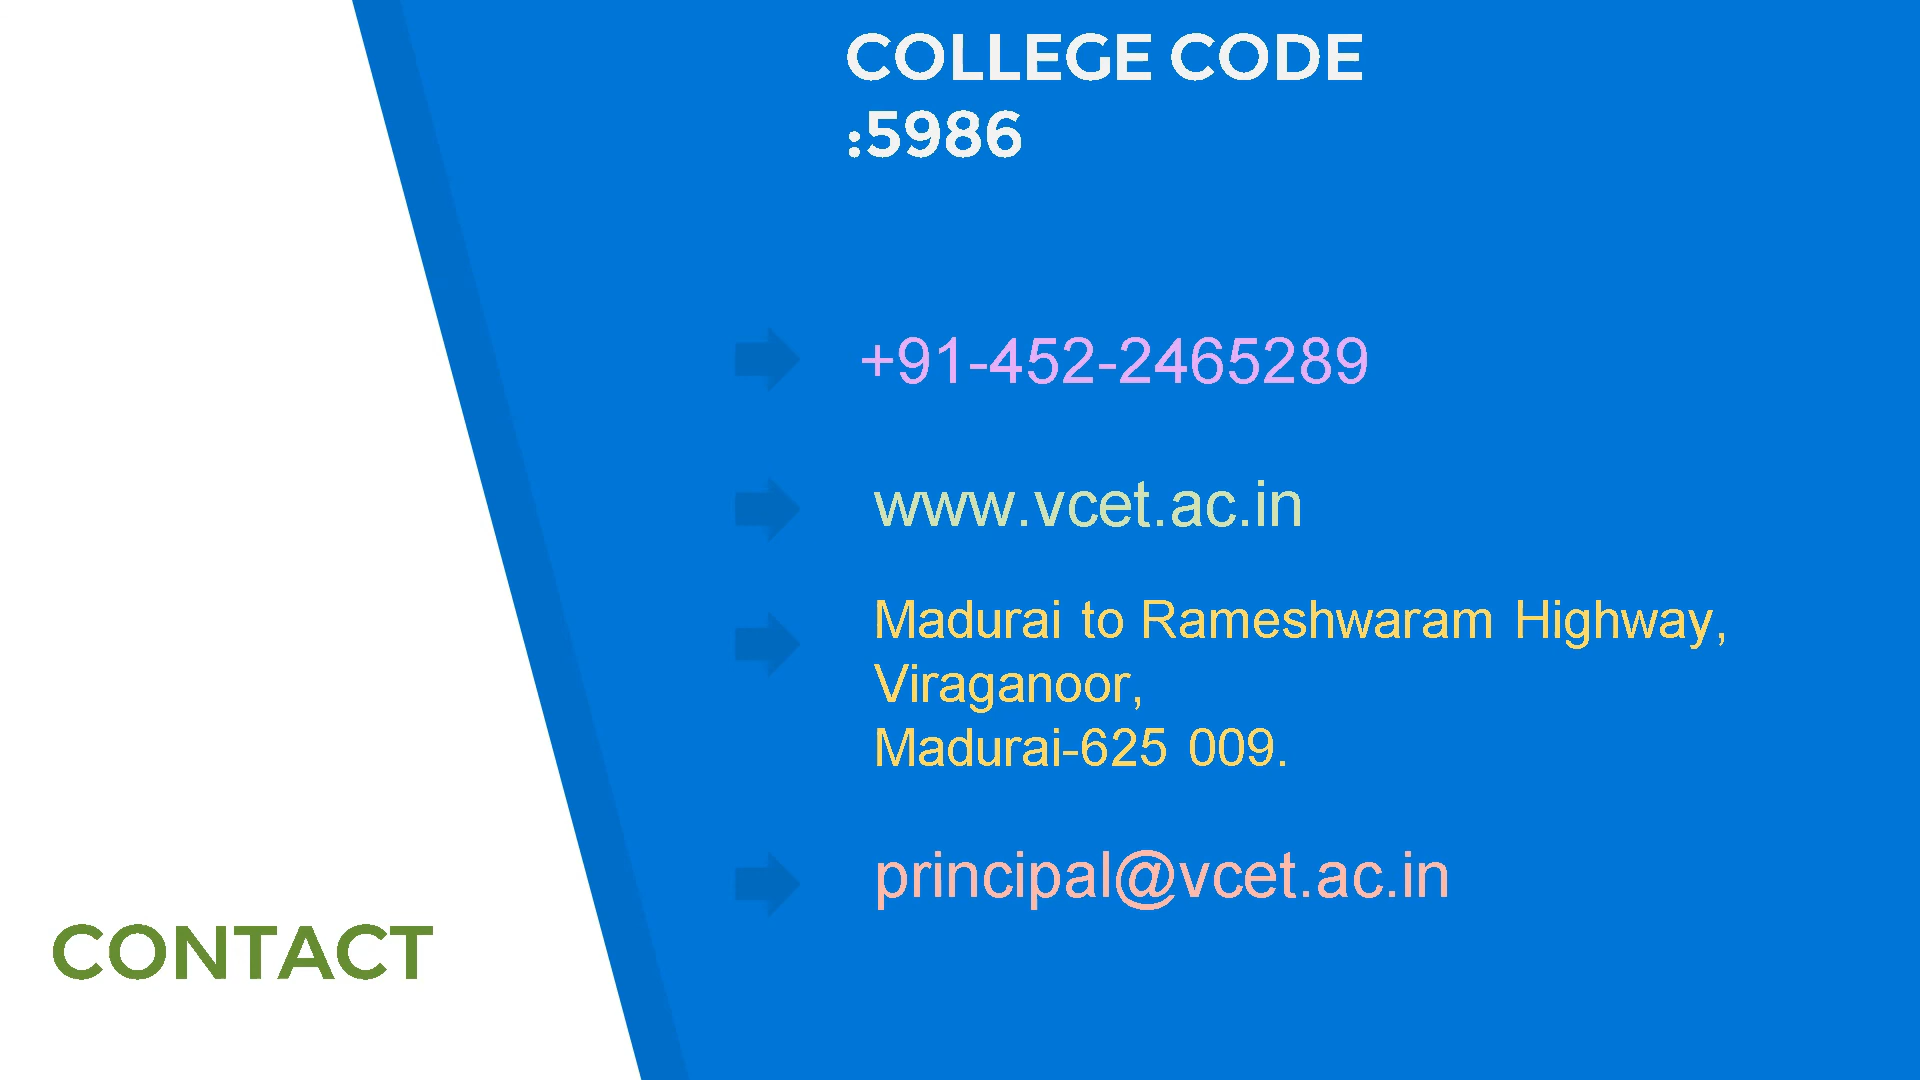 COLLEGE CODE
:5986
+91-452-2465289
www.vcet.ac.in
Madurai to Rameshwaram Highway,
Viraganoor,
Madurai-625 009.
principal@vcet.ac.in
CONTACT